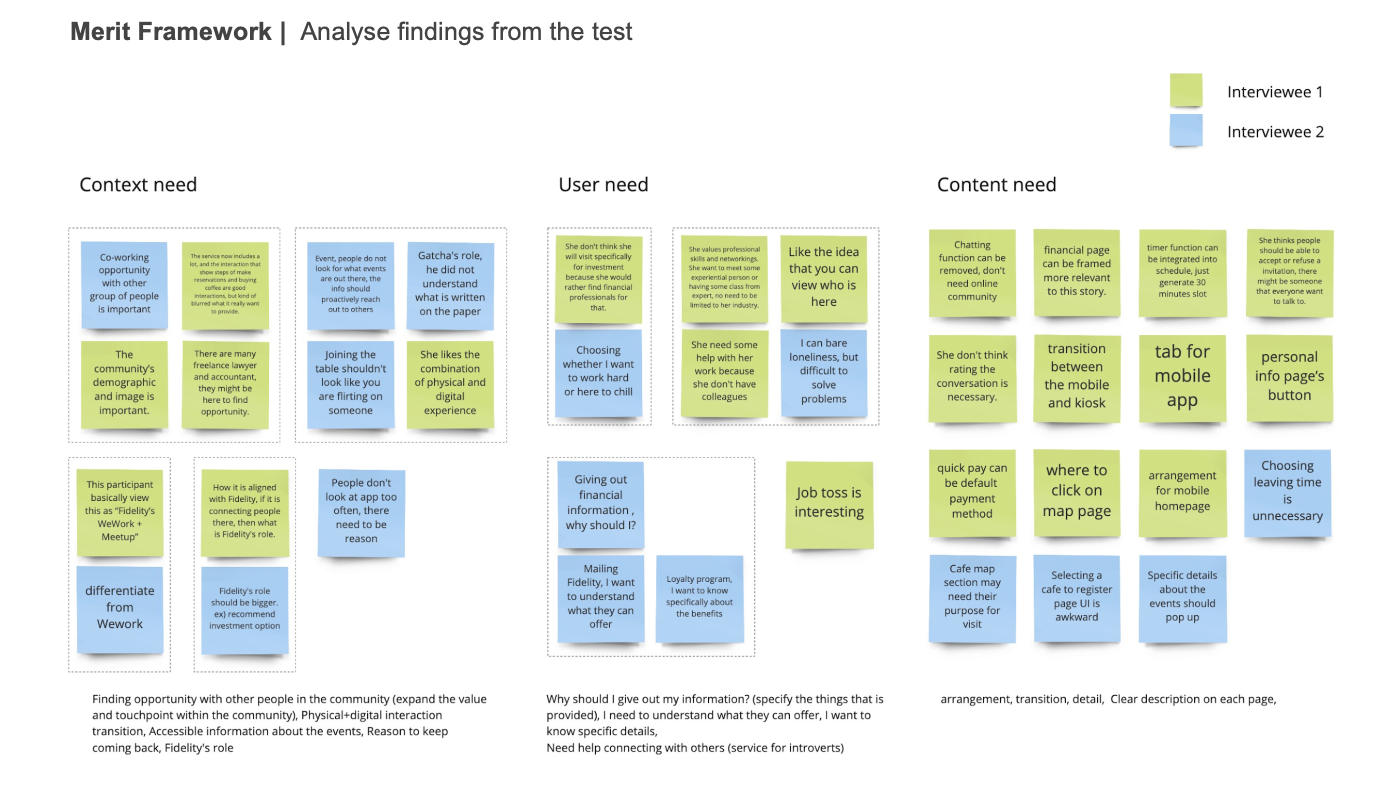 Merit Framework | Analyse findings from the test
Interviewee 1
Interviewee 2
Context need
Co-working
opportunity
with other
group of people
is important
The service now includes a
lot, and the interaction that
show steps of make
reservations and buying
coffee are good
interactions, but kind of
blurred what it really want
to provide.
The
community's
demographic
and image is
important.
There are many
freelance lawyer
and accountant,
they might be
here to find
opportunity.
Event, people do not
look for what events
are out there, the
info should
proactively reach
out to others
Gatcha's role,
he did not
understand
what is written
on the paper
Joining the
table shouldn't
look like you
are flirting on
someone
She likes the
combination
of physical and
digital
experience
This participant
basically view
this as "Fidelity's
WeWork +
Meetup"
differentiate
from
Wework
How it is aligned
with Fidelity, if it is
connecting people
there, then what
is Fidelity's role.
Fidelity's role
should be bigger.
ex) recommend
investment option
People don't
look at app too
often, there
need to be
reason
Finding opportunity with other people in the community (expand the value
and touchpoint within the community), Physical+digital interaction
transition, Accessible information about the events, Reason to keep
coming back, Fidelity's role
User need
She don't think she
will visit specifically
for investment
because she would
rather find financial
professionals for
that.
Choosing
whether I want
to work hard
or here to chill
She values professional
skills and networkings.
She want to meet some
experiential person or
having some class from
expert, no need to be
limited to her industry.
Like the idea
that you can
view who is
here
She need some
help with her
work because
she don't have
colleagues
I can bare
loneliness, but
difficult to
solve
problems
Giving out
financial
information ,
why should I?
Mailing
Fidelity, I want
to understand
what they can
offer
Loyalty program,
I want to know
specifically about
the benefits
Job toss is
interesting
Why should I give out my information? (specify the things that is
provided), I need to understand what they can offer, I want to
know specific details,
Need help connecting with others (service for introverts)
Content need
Chatting
function can be
removed, don't
need online
community
financial page
can be framed
more relevant
to this story.
timer function can
be integrated into
schedule, just
generate 30
minutes slot
She thinks people
should be able to
accept or refuse a
invitation, there
might be someone
that everyone want
to talk to.
She don't think
rating the
conversation is
necessary.
transition
between
the mobile
and kiosk
tab for
mobile
app
personal
info page's
button
quick pay can
be default
payment
method
where to
click on
map page
arrangement
for mobile
homepage
Choosing
leaving time
is
unnecessary
Cafe map
section may
need their
purpose for
visit
Selecting a
cafe to register
page UI is
awkward
Specific details
about the
events should
pop up
arrangement, transition, detail, Clear description on each page,